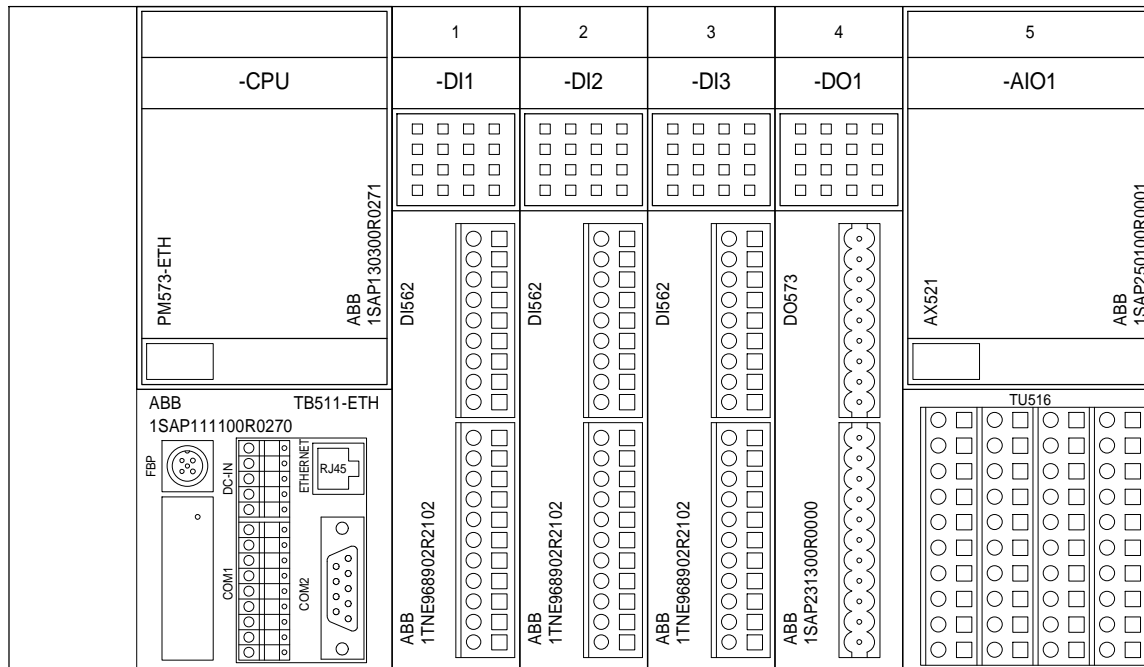 1
2
3
4
5
-CPU
-DI1
-DI2
-DI3
-DO1
-AIO1
PM573-ETH
ABB
1SAP130300R0271
DI562
DI562
DI562
DO573
AX521
ABB
1SAP250100R0001
ABB
TB511-ETH
1SAP111100R0270
TU516
FBP
DC-IN
ETHERNET
RJ45
COM1
COM2
ABB
1TNE968902R2102
ABB
1TNE968902R2102
ABB
1TNE968902R2102
ABB
1SAP231300R0000